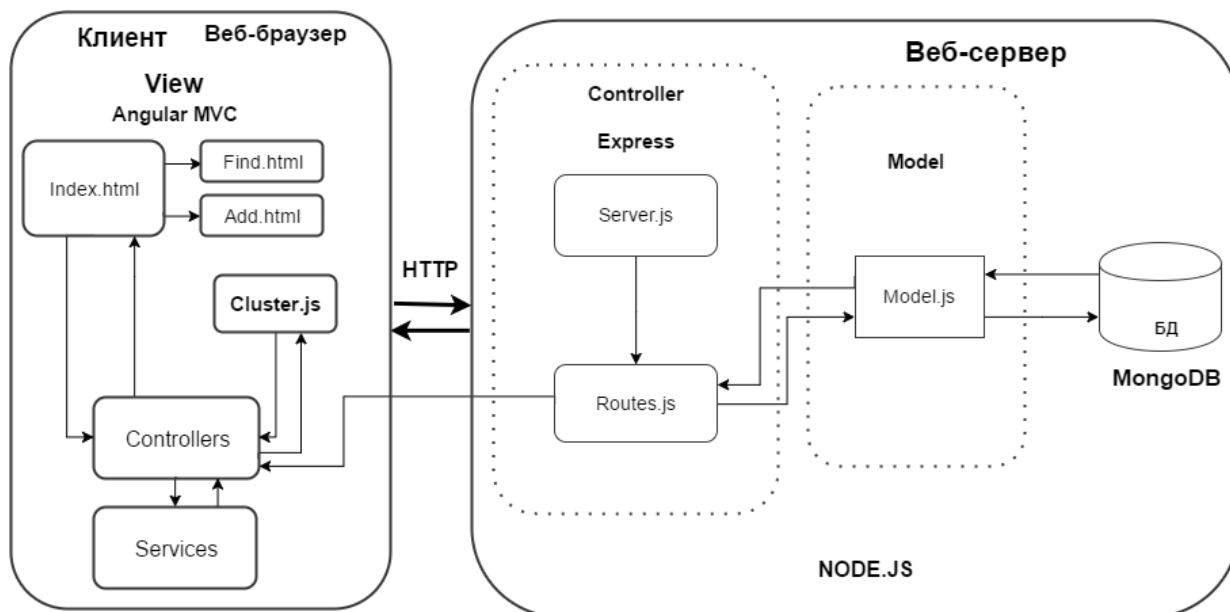 Клиент
Веб-браузер
View
Angular MVC
Index.html
Find.html
Add.html
Cluster.js
Controllers
Services
HTTP
Веб-сервер
Controller
Express
Server.js
Routes.js
Model
Model.js
БД
MongoDB
NODE.JS